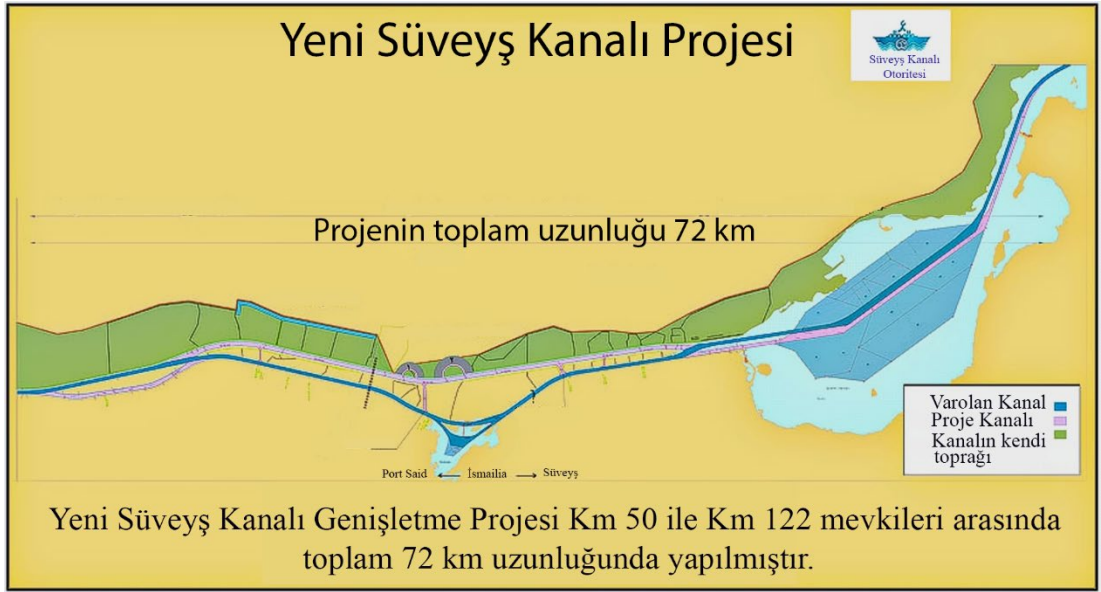 Yeni Süveyş Kanalı Projesi
Süveyş Kanalı
Otoritesi
Projenin toplam uzunluğu 72 km
Varolan Kanal
Proje Kanalı
Kanalın kendi
toprağı
Port Said İsmailia Süveyş
Yeni Süveyş Kanalı Genişletme Projesi Km 50 ile Km 122 mevkileri arasında
toplam 72 km uzunluğunda yapılmıştır.